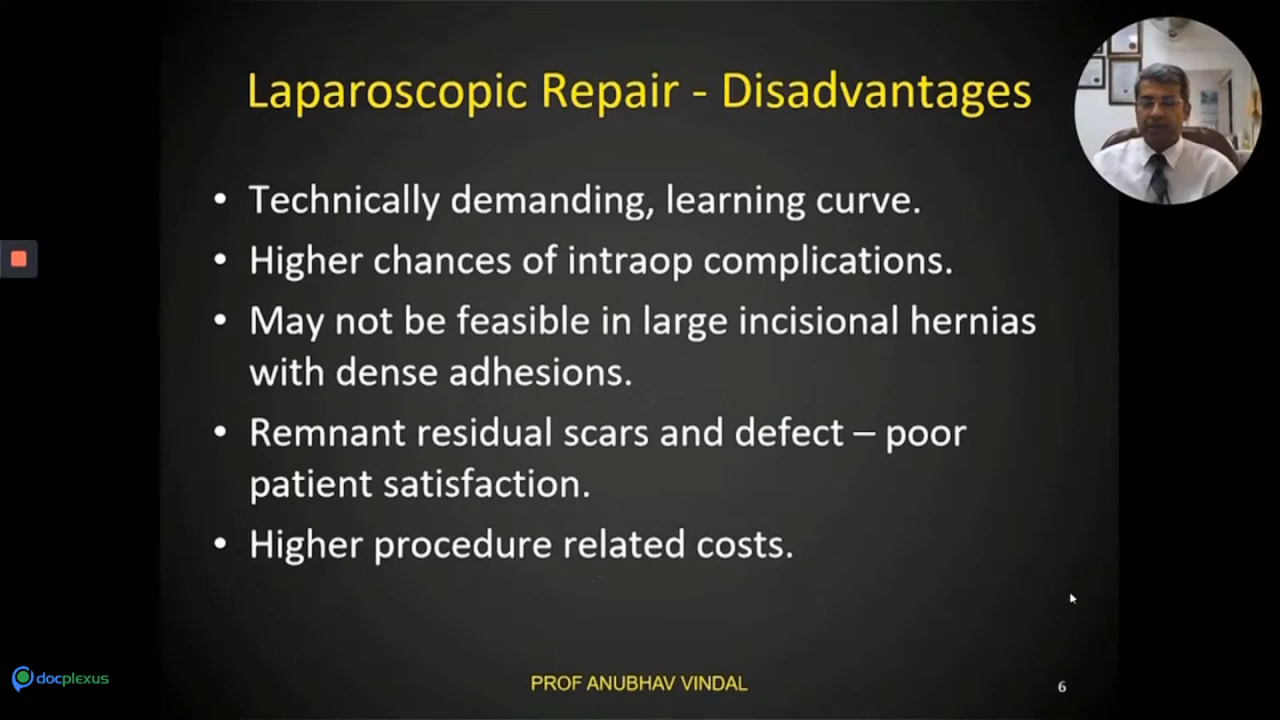 Laparoscopic Repair - Disadvantages
• Technically demanding, learning curve.
• Higher chances of intraop complications.
• May not be feasible in large incisional hernias
with dense adhesions.
• Remnant residual scars and defect – poor
patient satisfaction.
• Higher procedure related costs.
docplexus
PROF ANUBHAV VINDAL
6